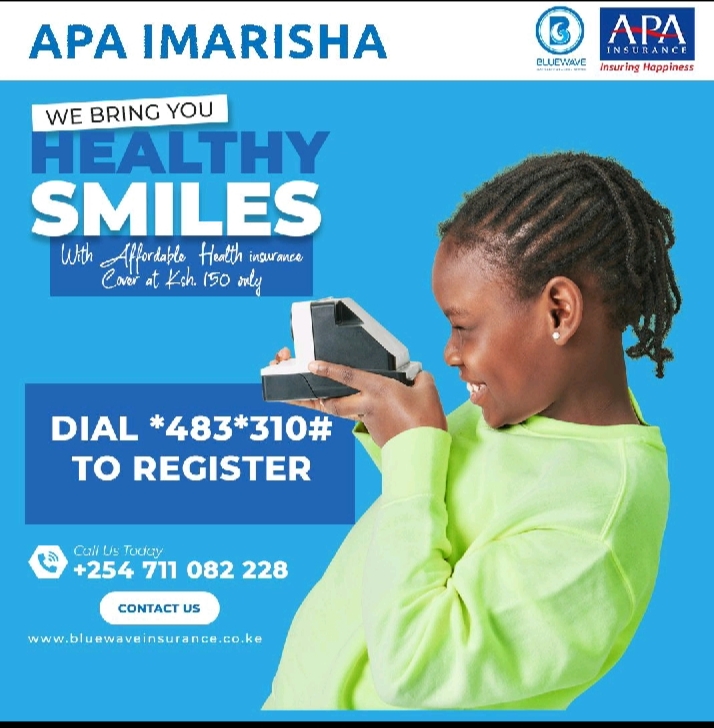 APA IMARISHA
BLUEWAVE
APA
INSURANCE
Insuring Happiness
WE BRING YOU
HEALTHY
SMILES
With Affordable Health insurance
Cover at Ksh. 150 only
DIAL *483*310#
TO REGISTER
Call Us Today
+254 711 082 228
CONTACT US
www.bluewaveinsurance.co.ke